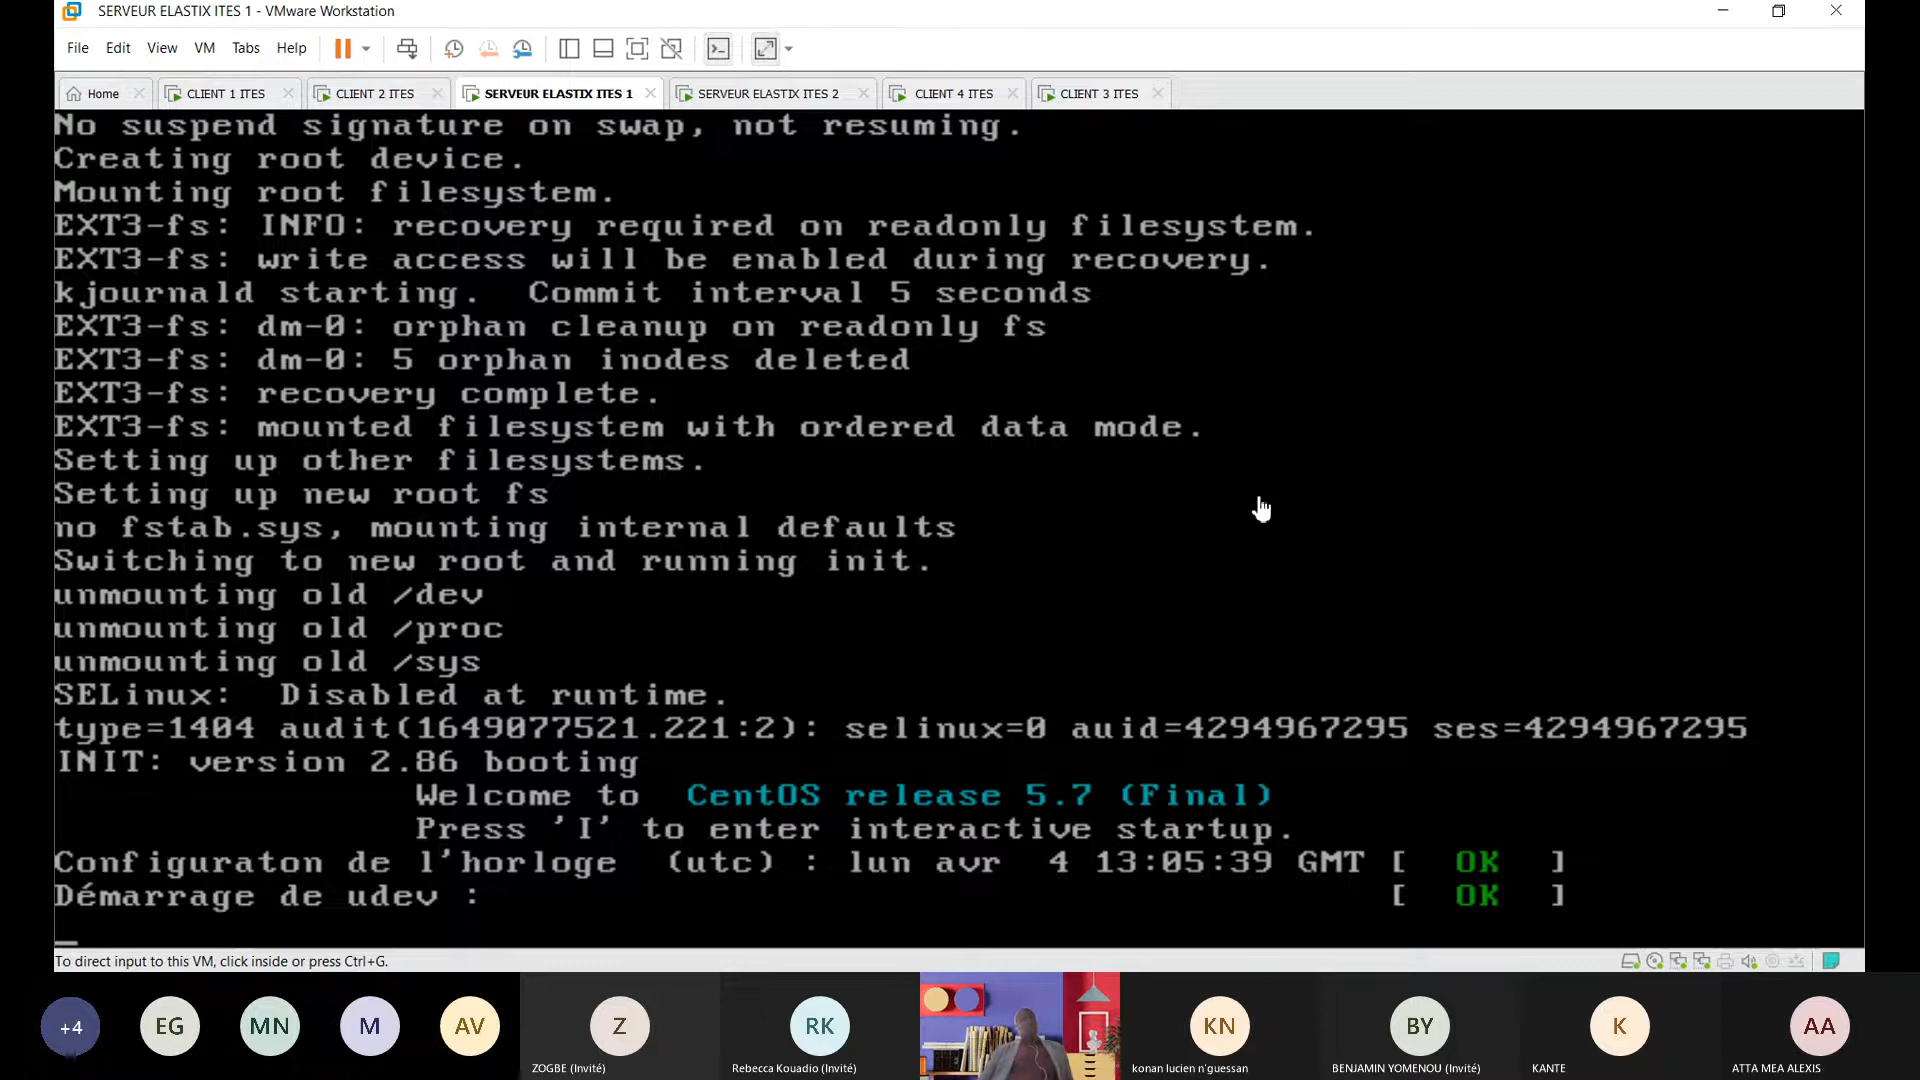 SERVEUR ELASTIX ITES 1 - VMware Workstation
File Edit View VM Tabs Help
Home CLIENT 1 ITES CLIENT 2 ITES SERVEUR ELASTIX ITES 1 SERVEUR ELASTIX ITES 2 CLIENT 4 ITES CLIENT 3 ITES
No suspend signature on swap, not resuming.
Creating root device.
Mounting root filesystem.
EXT3-fs: INFO: recovery required on readonly filesystem.
EXT3-fs: write access will be enabled during recovery.
kjournald starting.  Commit interval 5 seconds
EXT3-fs: dm-0: orphan cleanup on readonly fs
EXT3-fs: dm-0: 5 orphan inodes deleted
EXT3-fs: recovery complete.
EXT3-fs: mounted filesystem with ordered data mode.
Setting up other filesystems.
Setting up new root fs
no fstab.sys, mounting internal defaults
Switching to new root and running init.
unmounting old /dev
unmounting old /proc
unmounting old /sys
SELinux:  Disabled at runtime.
type=1404 audit(1649077521.221:2): selinux=0 auid=4294967295 ses=4294967295
INIT: version 2.86 booting
Welcome to  CentOS release 5.7 (Final)
Press 'I' to enter interactive startup.
Configuraton de l'horloge  (utc) : lun avr  4 13:05:39 GMT [  OK  ]
Démarrage de udev : [  OK  ]
To direct input to this VM, click inside or press Ctrl+G.
+4 EG MN M AV Z RK KN BY K AA
ZOGBE (Invité) Rebecca Kouadio (Invité) konan lucien n'guessan BENJAMIN YOMENOU (Invité) KANTE ATTA MEA ALEXIS